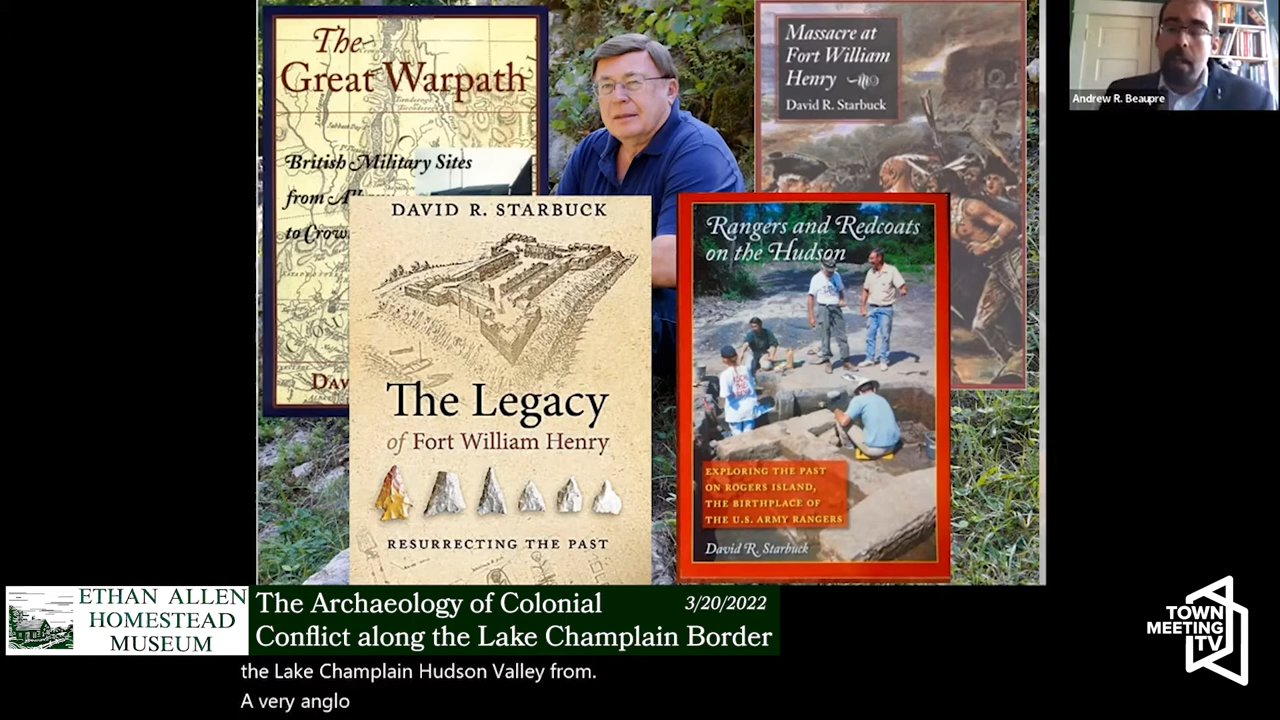 The
Great Warpath
British Military Sites
from
to Crow
DAVID R. STARBUCK
The Legacy
of Fort William Henry
RESURRECTING THE PAST
Massacre at
Fort William
Henry
David R. Starbuck
Rangers and Redcoats
on the Hudson
EXPLORING THE PAST
ON ROGERS ISLAND,
THE BIRTHPLACE OF
THE U.S. ARMY RANGERS
David R. Starbuck
Andrew R. Beaupre
ETHAN ALLEN
HOMESTEAD
MUSEUM
The Archaeology of Colonial
3/20/2022
Conflict along the Lake Champlain Border
the Lake Champlain Hudson Valley from.
A very anglo
TOWN
MEETING
TV